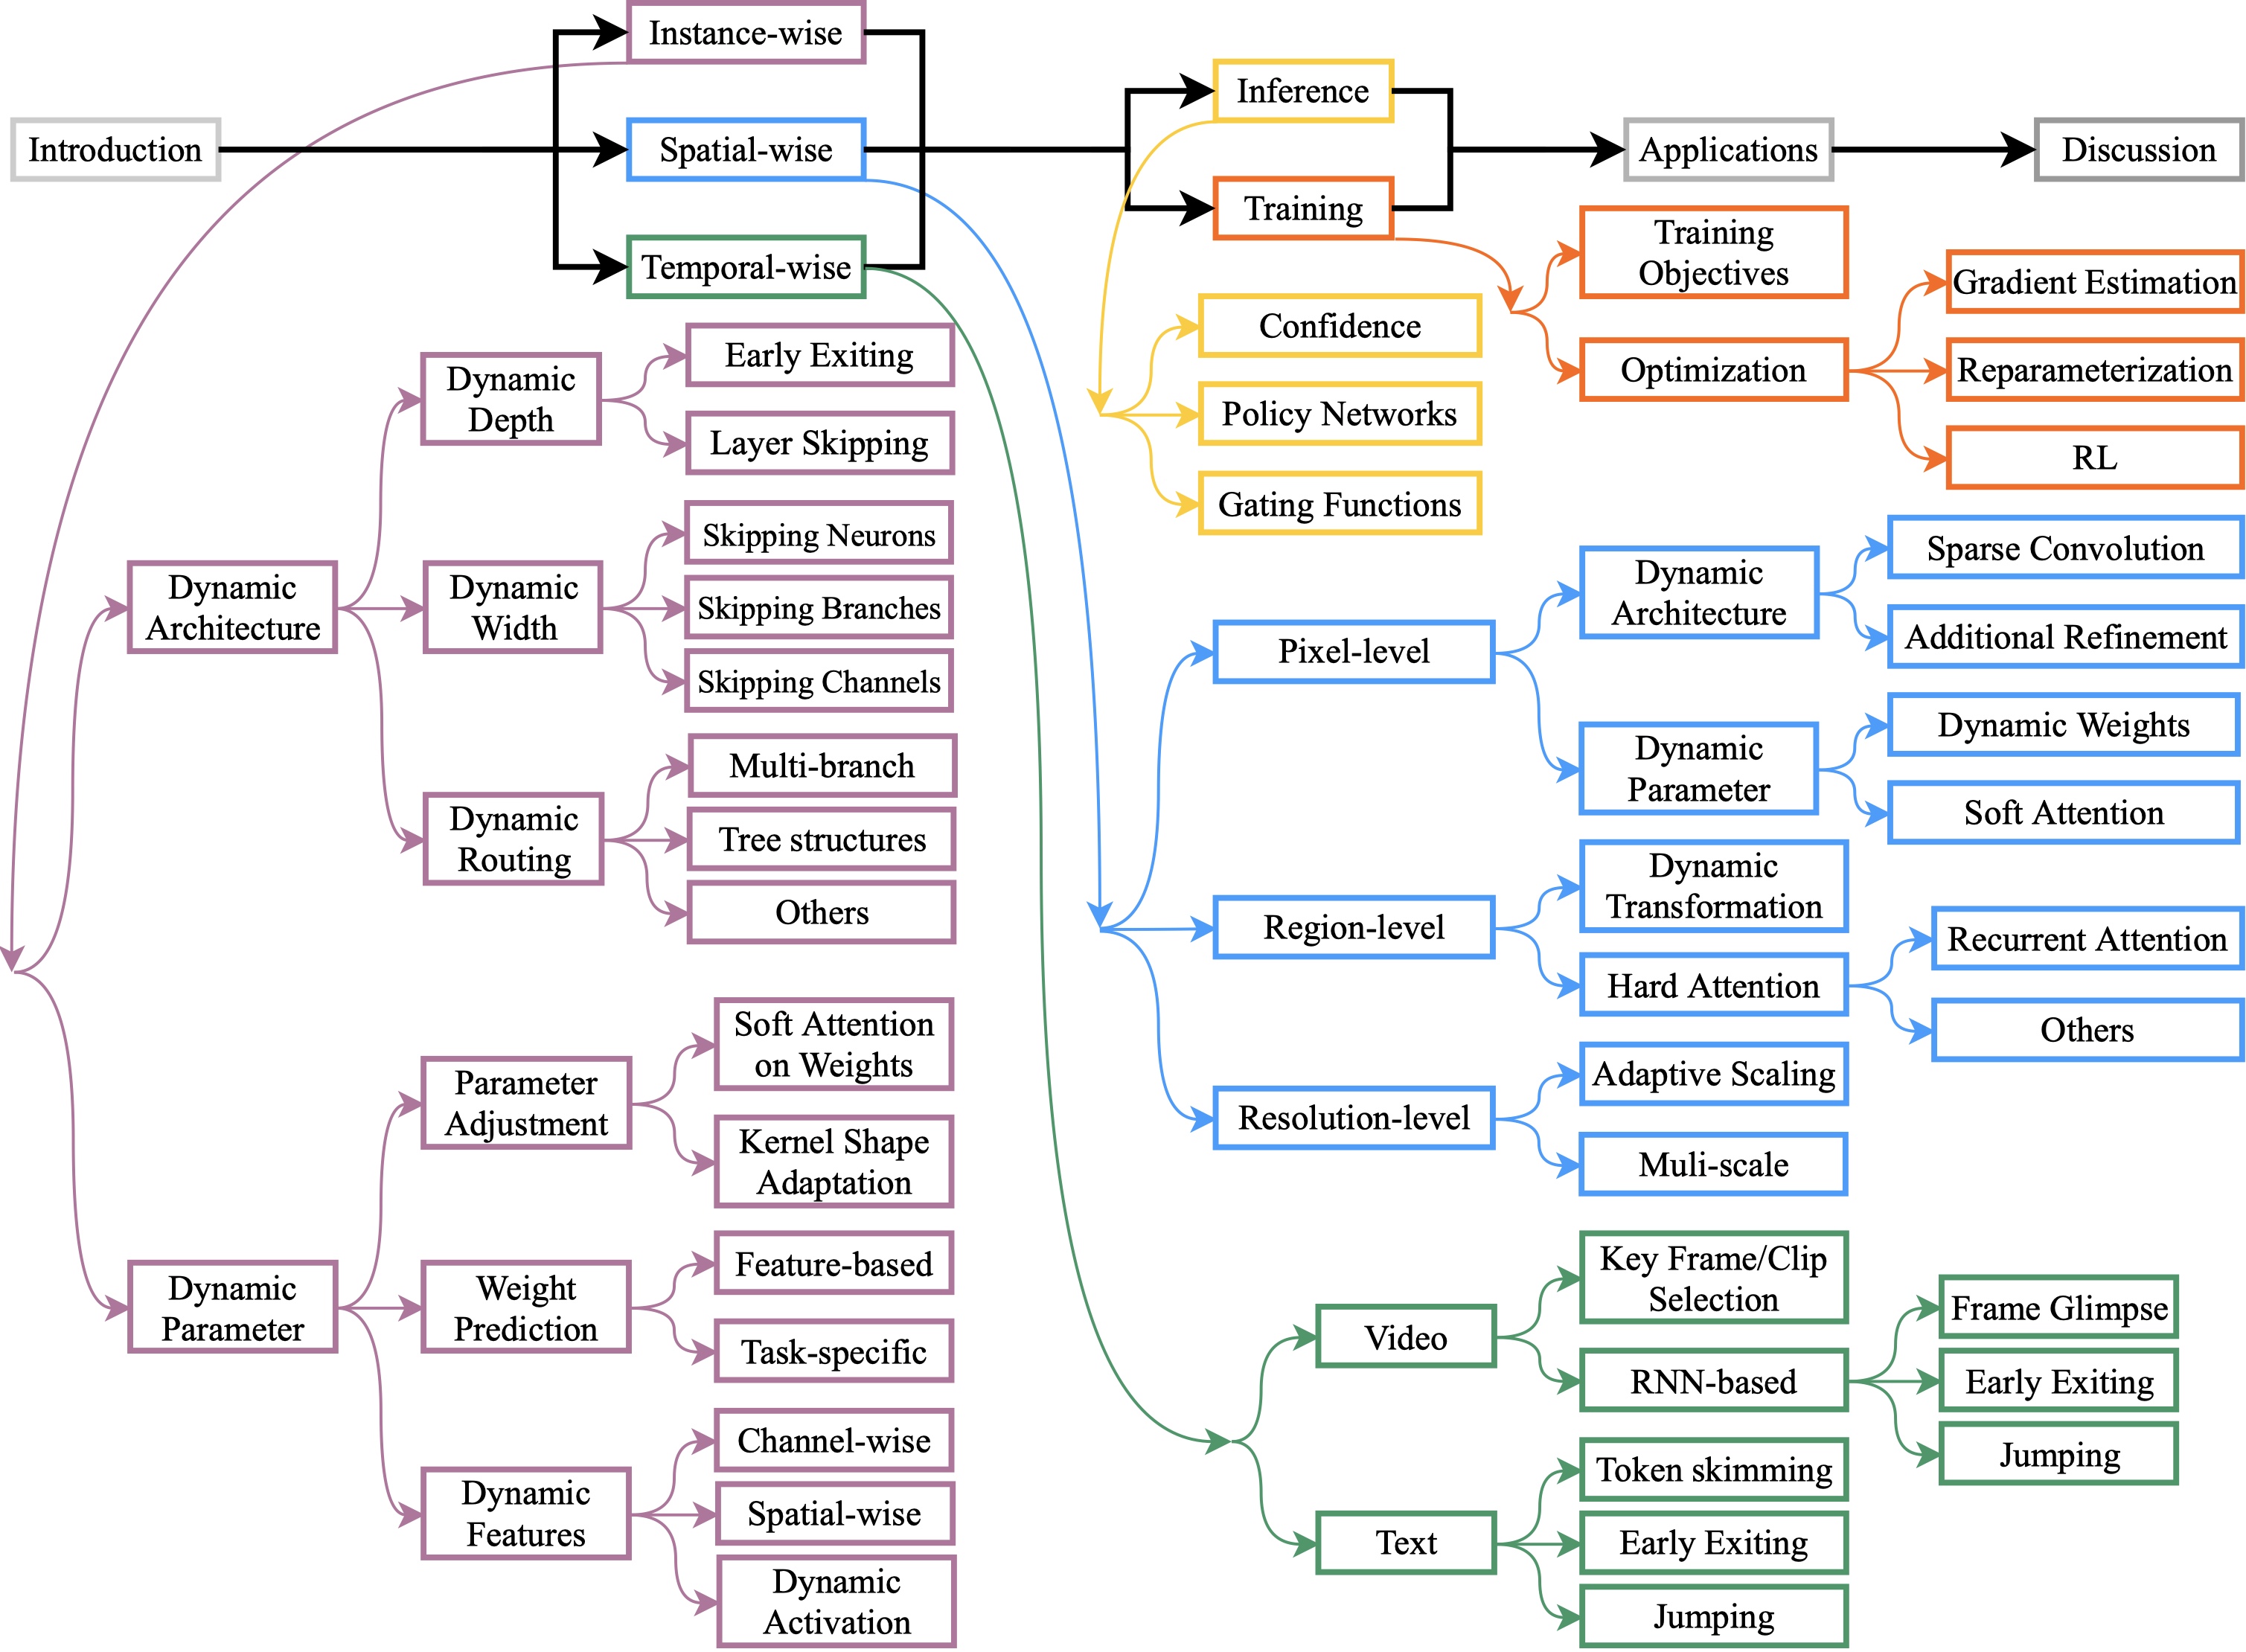 Introduction
Instance-wise
Spatial-wise
Temporal-wise
Inference
Training
Applications
Discussion
Dynamic
Architecture
Dynamic
Depth
Early Exiting
Layer Skipping
Dynamic
Width
Skipping Neurons
Skipping Branches
Skipping Channels
Dynamic
Routing
Multi-branch
Tree structures
Others
Dynamic
Parameter
Parameter
Adjustment
Soft Attention
on Weights
Kernel Shape
Adaptation
Weight
Prediction
Feature-based
Task-specific
Dynamic
Features
Channel-wise
Spatial-wise
Dynamic
Activation
Confidence
Policy Networks
Gating Functions
Training
Objectives
Optimization
Gradient Estimation
Reparameterization
RL
Pixel-level
Dynamic
Architecture
Sparse Convolution
Additional Refinement
Dynamic
Parameter
Dynamic Weights
Soft Attention
Region-level
Dynamic
Transformation
Hard Attention
Recurrent Attention
Others
Resolution-level
Adaptive Scaling
Muli-scale
Video
Key Frame/Clip
Selection
RNN-based
Frame Glimpse
Early Exiting
Jumping
Text
Token skimming
Early Exiting
Jumping